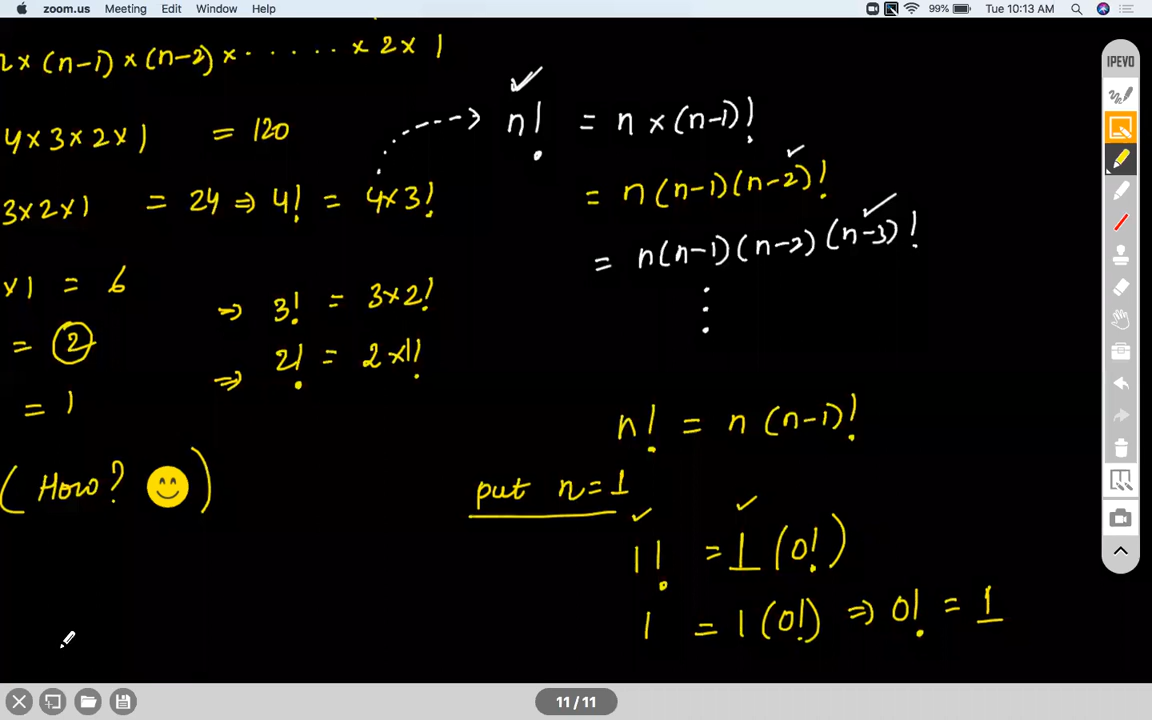 zoom.us Meeting Edit Window Help 99% Tue 10:13 AM
× (n-1) × (n-2) × ······ × 2 × 1
IPEVO
n! = n × (n-1)!
4×3×2×1 = 120
= n(n-1)(n-2)!
3×2×1 = 24 ⇒ 4! = 4×3!
= n(n-1)(n-2)(n-3)!
⋮
×1 = 6
⇒ 3! = 3×2!
= 2
⇒ 2! = 2×1!
= 1
(How? 🙂)
n! = n(n-1)!
put n=1
1! = 1(0!)
1 = 1(0!) ⇒ 0! = 1
11/11